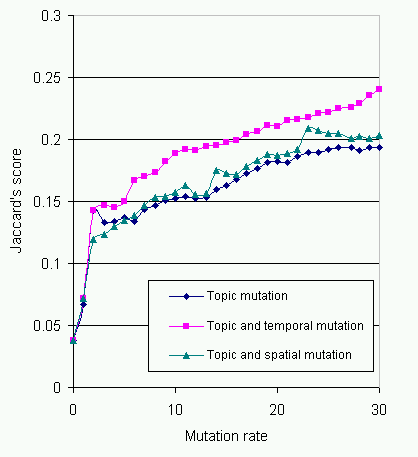 0.3
0.25
0.2
0.15
0.1
0.05
0
Jaccard's score
Topic mutation
Topic and temporal mutation
Topic and spatial mutation
0 10 20 30
Mutation rate